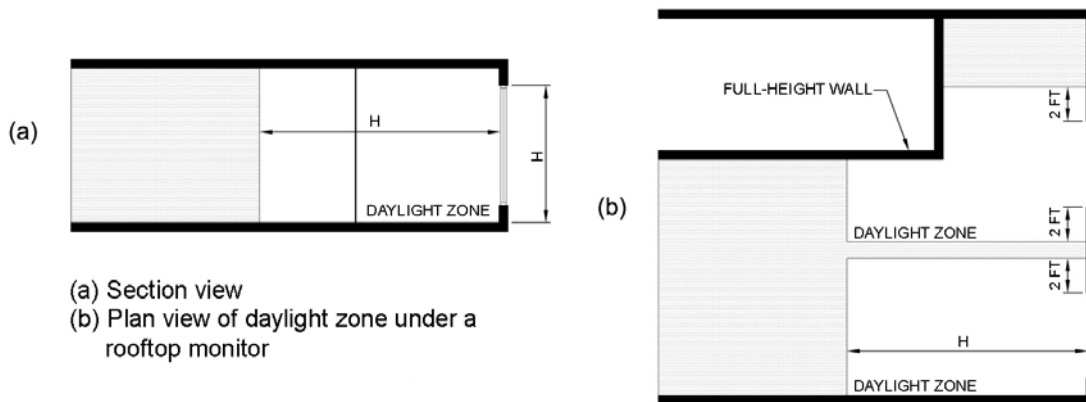 (a)
H
H
DAYLIGHT ZONE
(a) Section view
(b) Plan view of daylight zone under a
rooftop monitor
(b)
FULL-HEIGHT WALL
2 FT
DAYLIGHT ZONE
2 FT
2 FT
H
DAYLIGHT ZONE